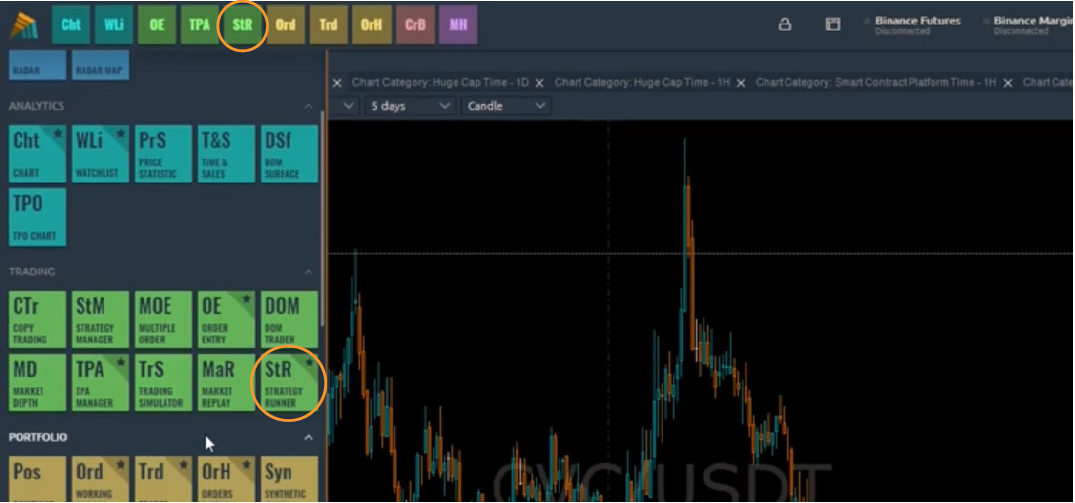 Cht WLi OE TPA StR Ord Trd OrH CrB MH
Binance Futures
Disconnected
Binance Margin
Disconnected
RADAR RADAR MAP
Chart Category: Huge Cap Time - 1D Chart Category: Huge Cap Time - 1H Chart Category: Smart Contract Platform Time - 1H Chart Cate
5 days Candle
ANALYTICS
Cht WLi PrS T&S DSf
CHART WATCHLIST PRICE STATISTIC TIME & SALES DOM SURFACE
TPO
TPO CHART
TRADING
CTr StM MOE OE DOM
COPY TRADING STRATEGY MANAGER MULTIPLE ORDER ORDER ENTRY DOM TRADER
MD TPA TrS MaR StR
MARKET DEPTH TPA MANAGER TRADING SIMULATOR MARKET REPLAY STRATEGY RUNNER
PORTFOLIO
Pos Ord Trd OrH Syn
WORKING ORDERS SYNTHETIC